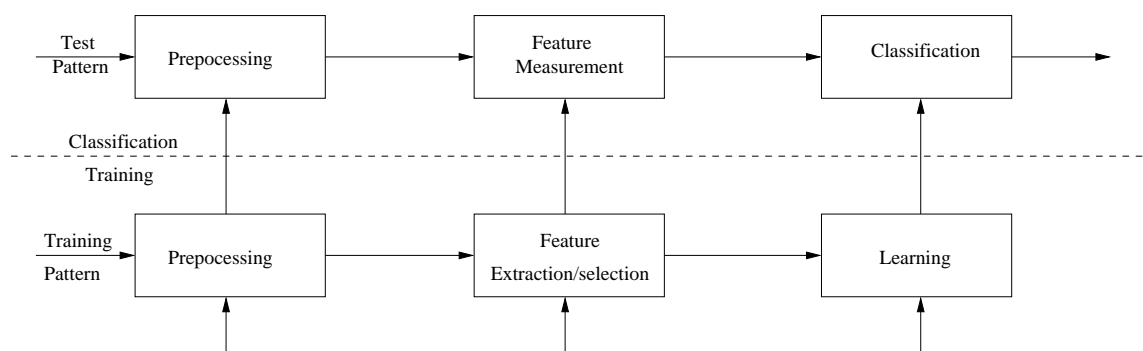 Test
Pattern
Prepocessing
Feature
Measurement
Classification
Classification
Training
Training
Pattern
Prepocessing
Feature
Extraction/selection
Learning